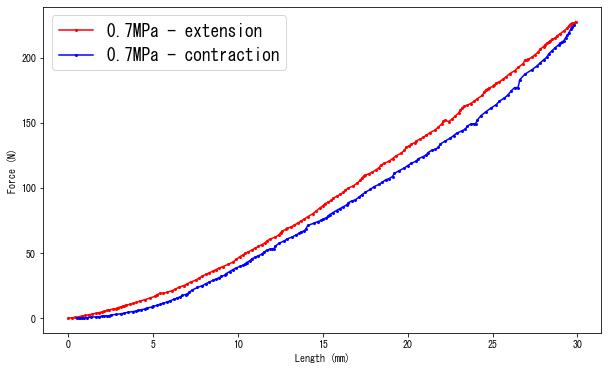 0.7MPa - extension
0.7MPa - contraction
200
150
100
50
0
Force (N)
0 5 10 15 20 25 30
Length (mm)